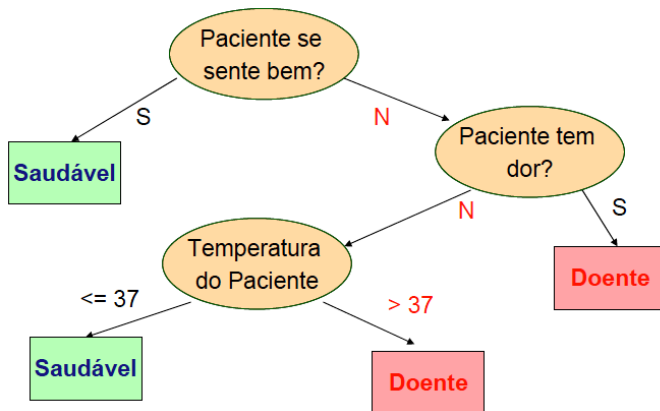 Paciente se
sente bem?
S
N
Saudável
Paciente tem
dor?
N
S
Temperatura
do Paciente
Doente
<= 37
> 37
Saudável
Doente